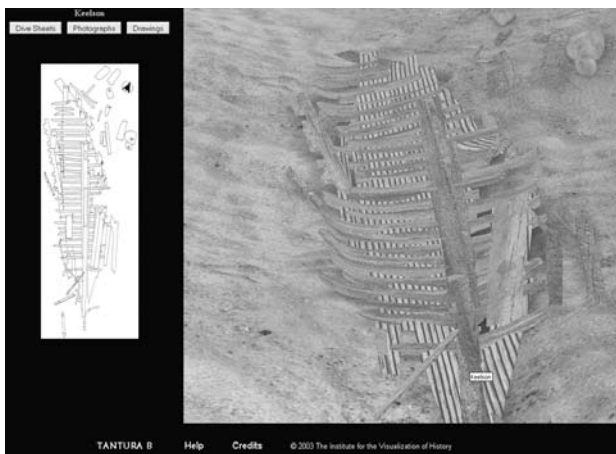 Keelson
Dive Sheets Photographs Drawings
Keelson
TANTURA B Help Credits © 2003 The Institute for the Visualization of History